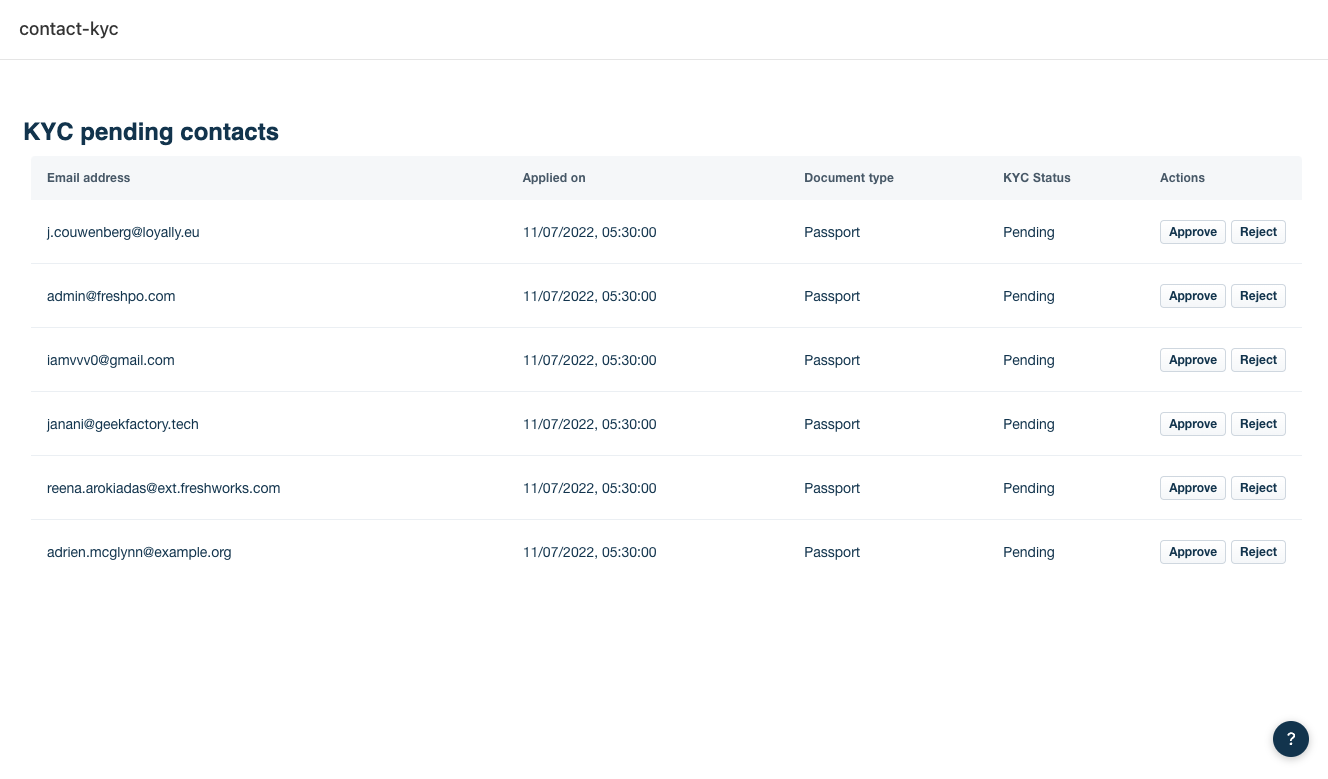 contact-kyc
KYC pending contacts
Email address Applied on Document type KYC Status Actions
j.couwenberg@loyally.eu 11/07/2022, 05:30:00 Passport Pending Approve Reject
admin@freshpo.com 11/07/2022, 05:30:00 Passport Pending Approve Reject
iamvvv0@gmail.com 11/07/2022, 05:30:00 Passport Pending Approve Reject
janani@geekfactory.tech 11/07/2022, 05:30:00 Passport Pending Approve Reject
reena.arokiadas@ext.freshworks.com 11/07/2022, 05:30:00 Passport Pending Approve Reject
adrien.mcglynn@example.org 11/07/2022, 05:30:00 Passport Pending Approve Reject
?